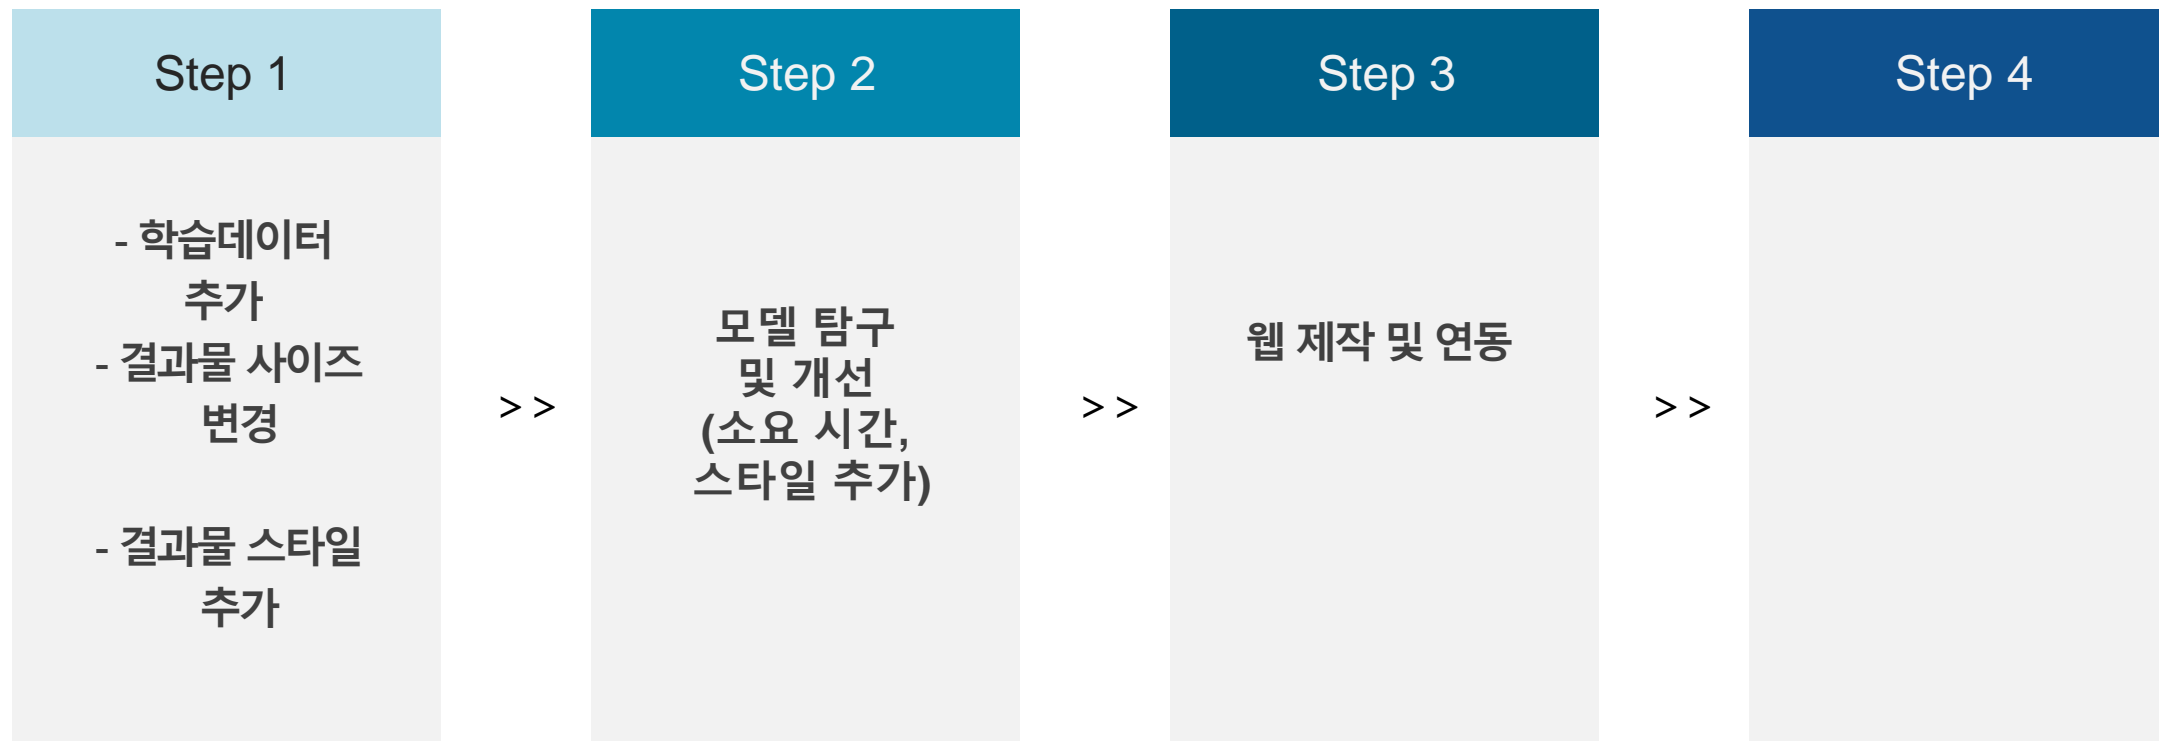 Step 1
- 학습데이터
추가
- 결과물 사이즈
변경
- 결과물 스타일
추가
>>
Step 2
모델 탐구
및 개선
(소요 시간,
스타일 추가)
>>
Step 3
웹 제작 및 연동
>>
Step 4